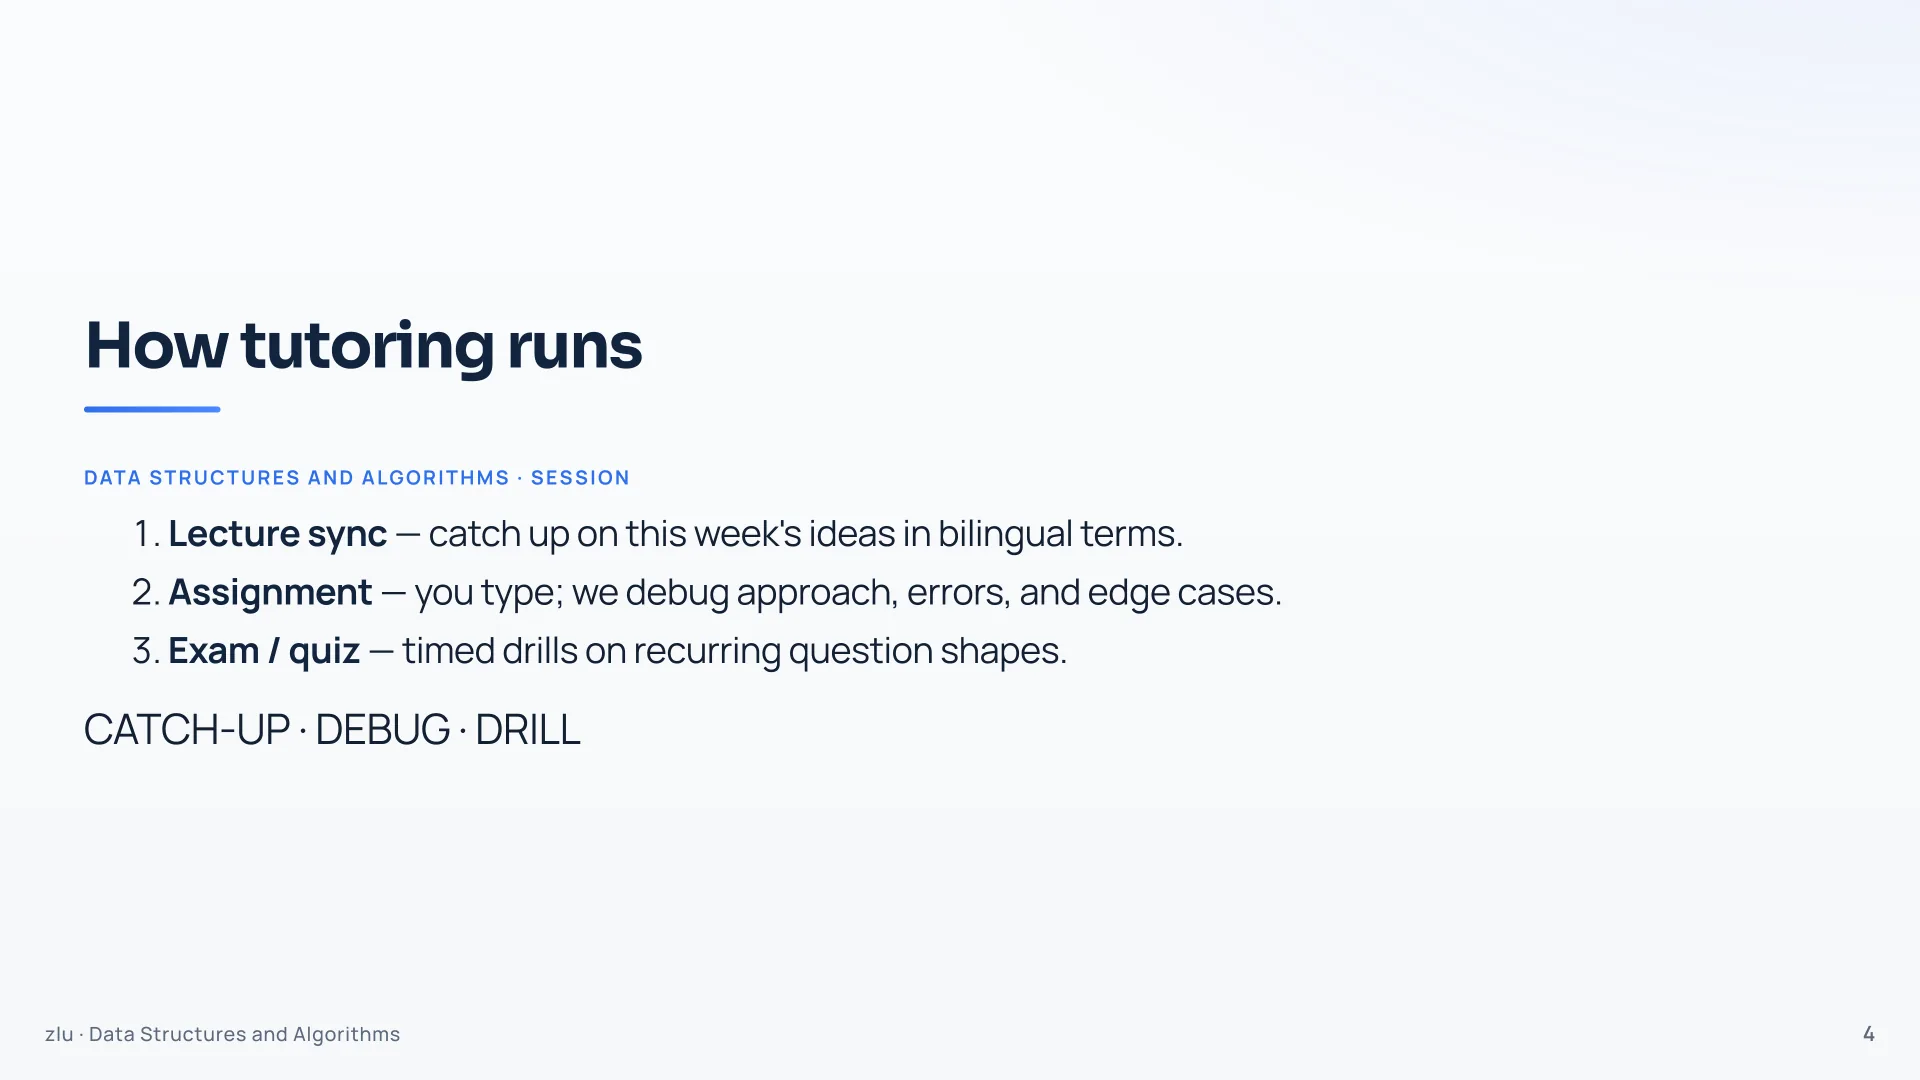 How tutoring runs
DATA STRUCTURES AND ALGORITHMS · SESSION
1. Lecture sync — catch up on this week's ideas in bilingual terms.
2. Assignment — you type; we debug approach, errors, and edge cases.
3. Exam / quiz — timed drills on recurring question shapes.
CATCH-UP · DEBUG · DRILL
zlu · Data Structures and Algorithms
4